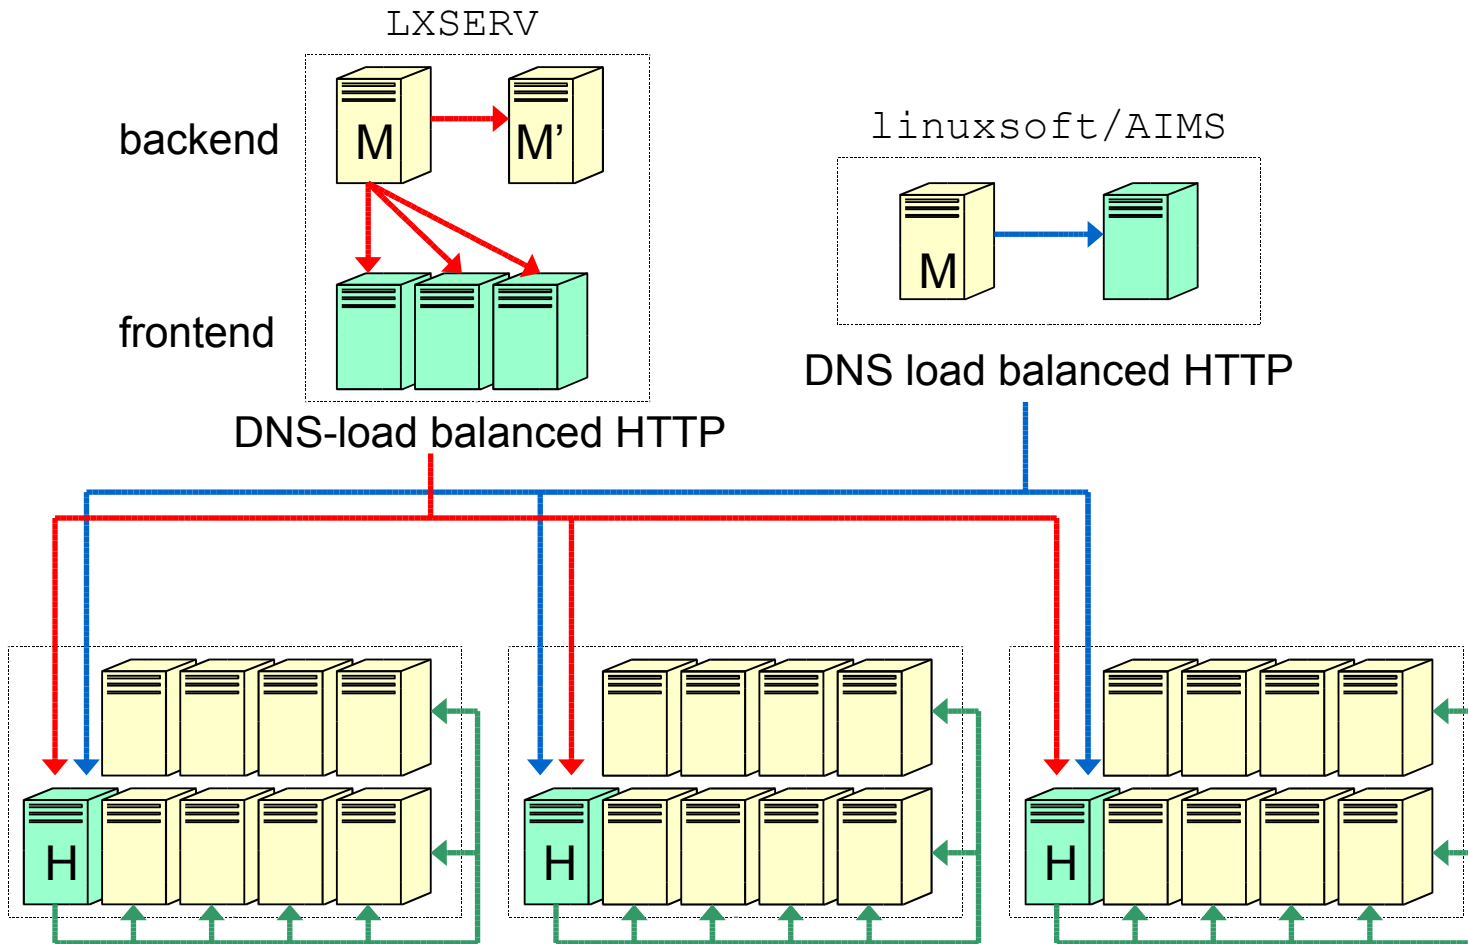 LXSERV
backend
M
M’
linuxsoft/AIMS
M
frontend
DNS load balanced HTTP
DNS-load balanced HTTP
H
H
H